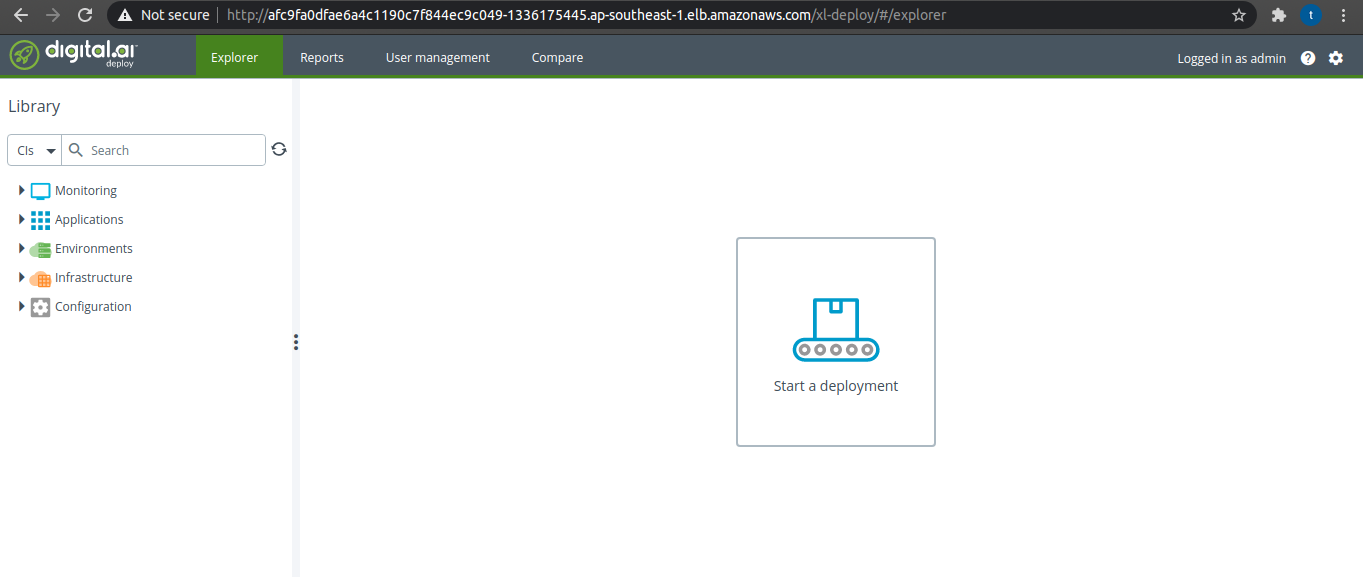 Not secure
http://afc9fa0dfae6a4c1190c7f844ec9c049-1336175445.ap-southeast-1.elb.amazonaws.com/xl-deploy/#/explorer
t
digital.ai
deploy
Explorer
Reports
User management
Compare
Logged in as admin
?
Library
CIs
Search
Monitoring
Applications
Environments
Infrastructure
Configuration
Start a deployment